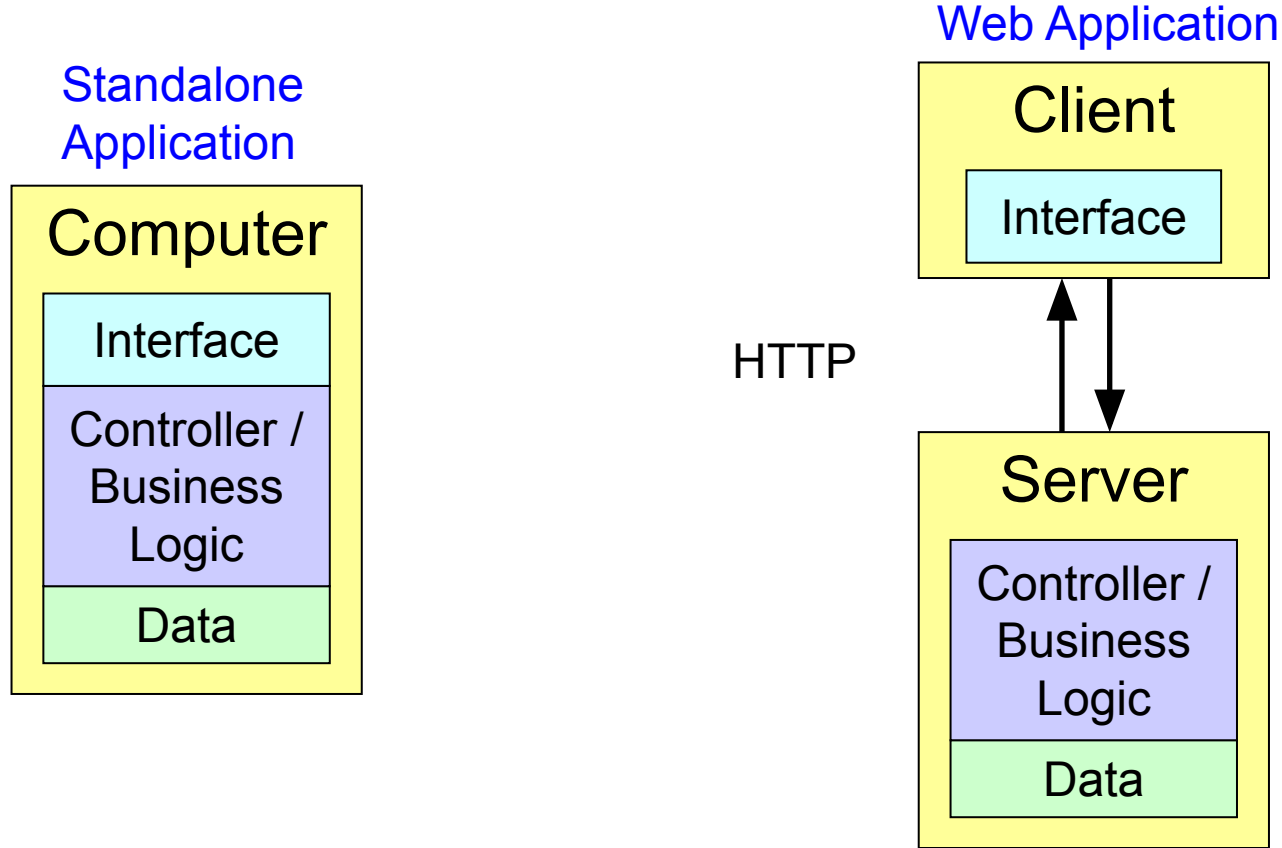 Standalone
Application
Computer
Interface
Controller /
Business
Logic
Data
HTTP
Web Application
Client
Interface
Server
Controller /
Business
Logic
Data